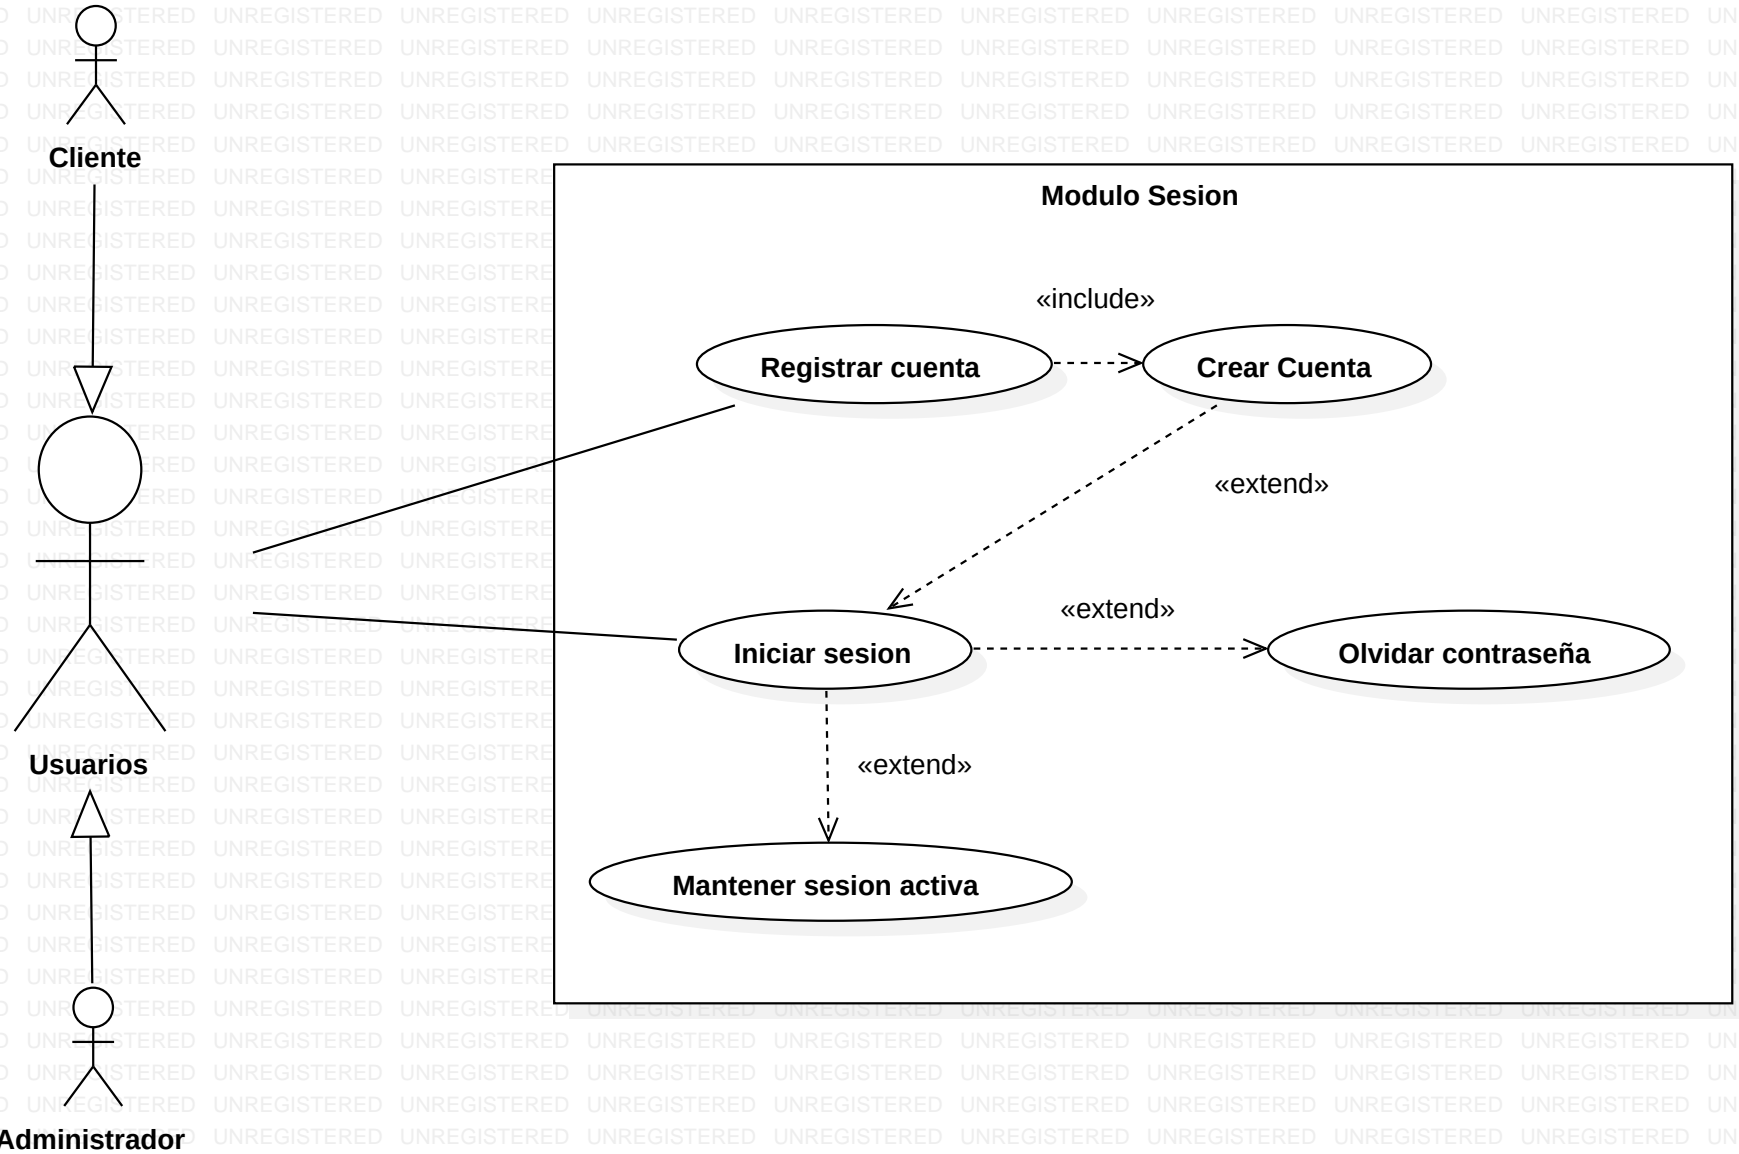 Cliente
Modulo Sesion
«include»
Registrar cuenta
Crear Cuenta
«extend»
«extend»
Iniciar sesion
Olvidar contraseña
Usuarios
«extend»
Mantener sesion activa
Administrador
UNREGISTERED